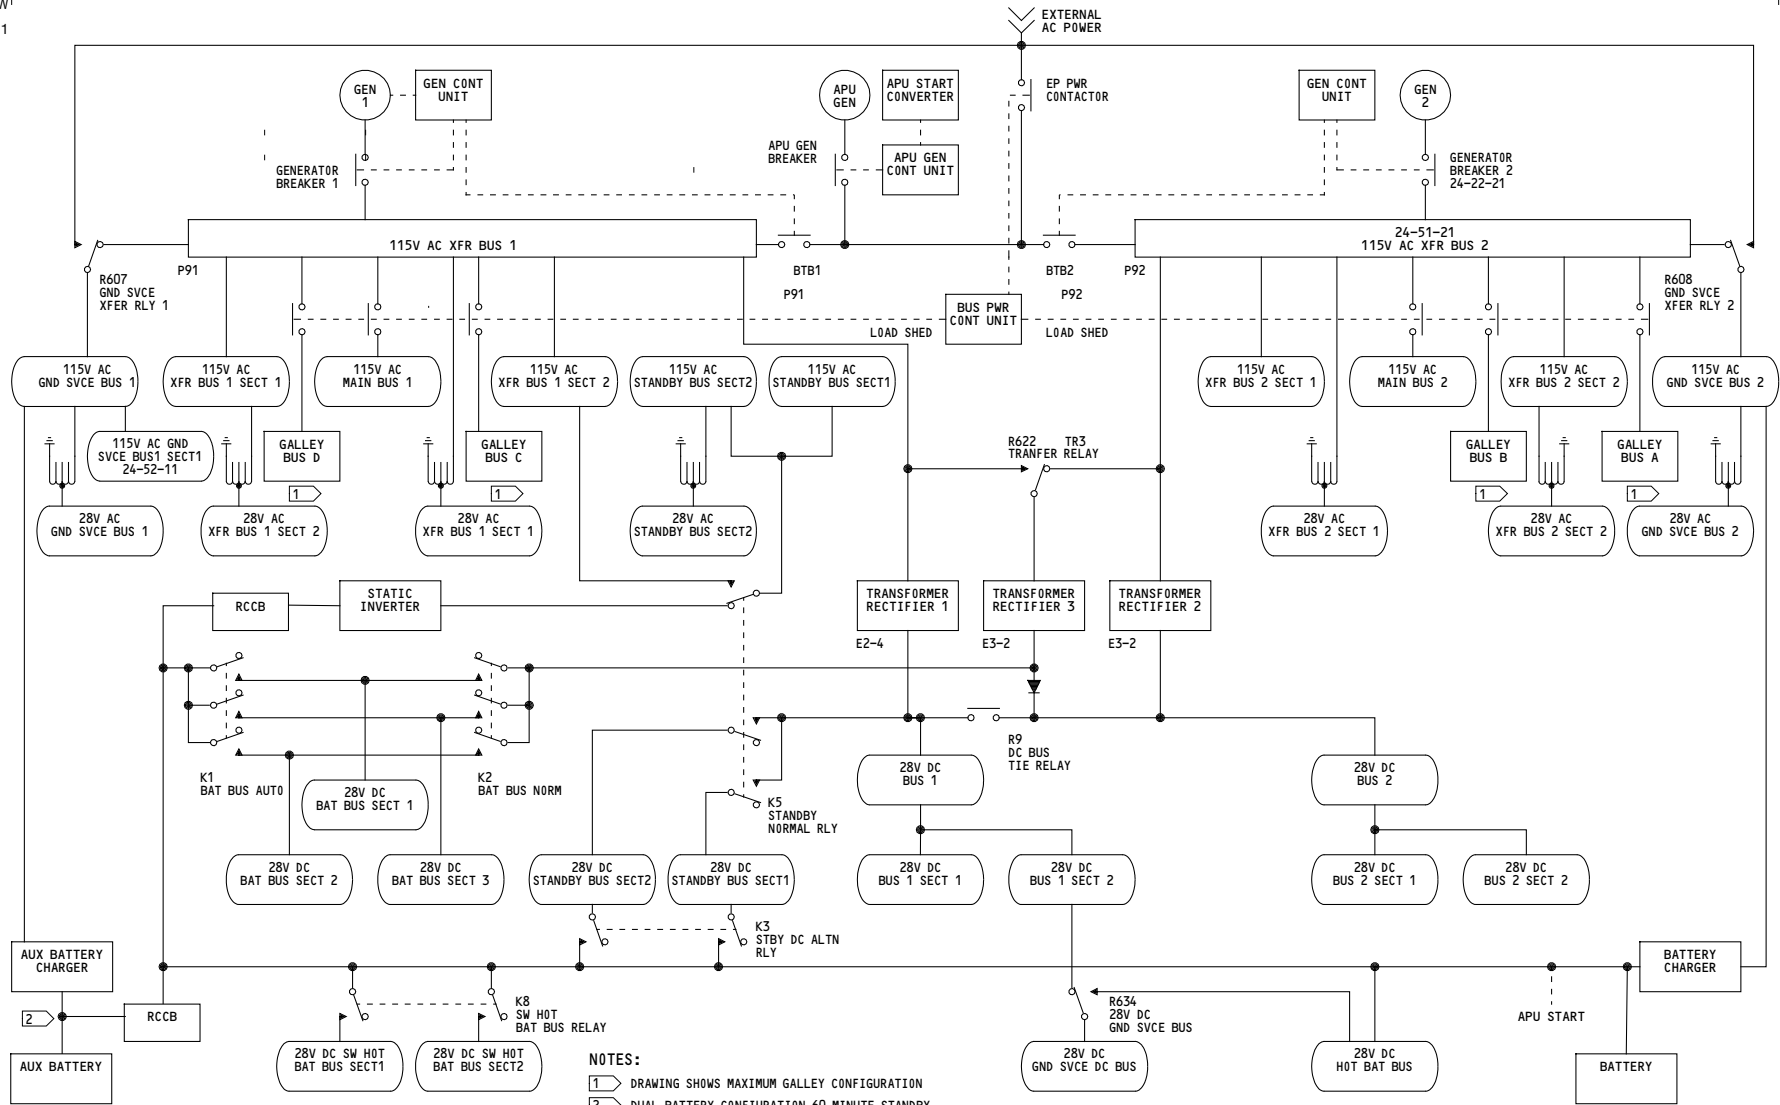 W
1
EXTERNAL
AC POWER
GEN
1
GEN CONT
UNIT
APU
GEN
APU START
CONVERTER
EP PWR
CONTACTOR
GEN CONT
UNIT
GEN
2
GENERATOR
BREAKER 1
APU GEN
BREAKER
APU GEN
CONT UNIT
GENERATOR
BREAKER 2
24-22-21
115V AC XFR BUS 1
24-51-21
115V AC XFR BUS 2
P91
R607
GND SVCE
XFER RLY 1
BTB1
P91
BTB2
P92
P92
R608
GND SVCE
XFER RLY 2
LOAD SHED
BUS PWR
CONT UNIT
LOAD SHED
115V AC
GND SVCE BUS 1
115V AC
XFR BUS 1 SECT 1
115V AC
MAIN BUS 1
115V AC
XFR BUS 1 SECT 2
115V AC
STANDBY BUS SECT2
115V AC
STANDBY BUS SECT1
115V AC
XFR BUS 2 SECT 1
115V AC
MAIN BUS 2
115V AC
XFR BUS 2 SECT 2
115V AC
GND SVCE BUS 2
115V AC GND
SVCE BUS1 SECT1
24-52-11
GALLEY
BUS D
1
GALLEY
BUS C
1
R622 TR3
TRANFER RELAY
GALLEY
BUS B
1
GALLEY
BUS A
1
28V AC
GND SVCE BUS 1
28V AC
XFR BUS 1 SECT 2
28V AC
XFR BUS 1 SECT 1
28V AC
STANDBY BUS SECT2
28V AC
XFR BUS 2 SECT 1
28V AC
XFR BUS 2 SECT 2
28V AC
GND SVCE BUS 2
RCCB
STATIC
INVERTER
TRANSFORMER
RECTIFIER 1
TRANSFORMER
RECTIFIER 3
TRANSFORMER
RECTIFIER 2
E2-4
E3-2
E3-2
K1
BAT BUS AUTO
28V DC
BAT BUS SECT 1
K2
BAT BUS NORM
K5
STANDBY
NORMAL RLY
28V DC
BUS 1
R9
DC BUS
TIE RELAY
28V DC
BUS 2
28V DC
BAT BUS SECT 2
28V DC
BAT BUS SECT 3
28V DC
STANDBY BUS SECT2
28V DC
STANDBY BUS SECT1
28V DC
BUS 1 SECT 1
28V DC
BUS 1 SECT 2
28V DC
BUS 2 SECT 1
28V DC
BUS 2 SECT 2
K3
STBY DC ALTN
RLY
AUX BATTERY
CHARGER
BATTERY
CHARGER
2
RCCB
K8
SW HOT
BAT BUS RELAY
R634
28V DC
GND SVCE BUS
APU START
AUX BATTERY
28V DC SW HOT
BAT BUS SECT1
28V DC SW HOT
BAT BUS SECT2
28V DC
GND SVCE DC BUS
28V DC
HOT BAT BUS
BATTERY
NOTES:
1 DRAWING SHOWS MAXIMUM GALLEY CONFIGURATION
2 DUAL BATTERY CONFIURATION 60 MINUTE STANDBY